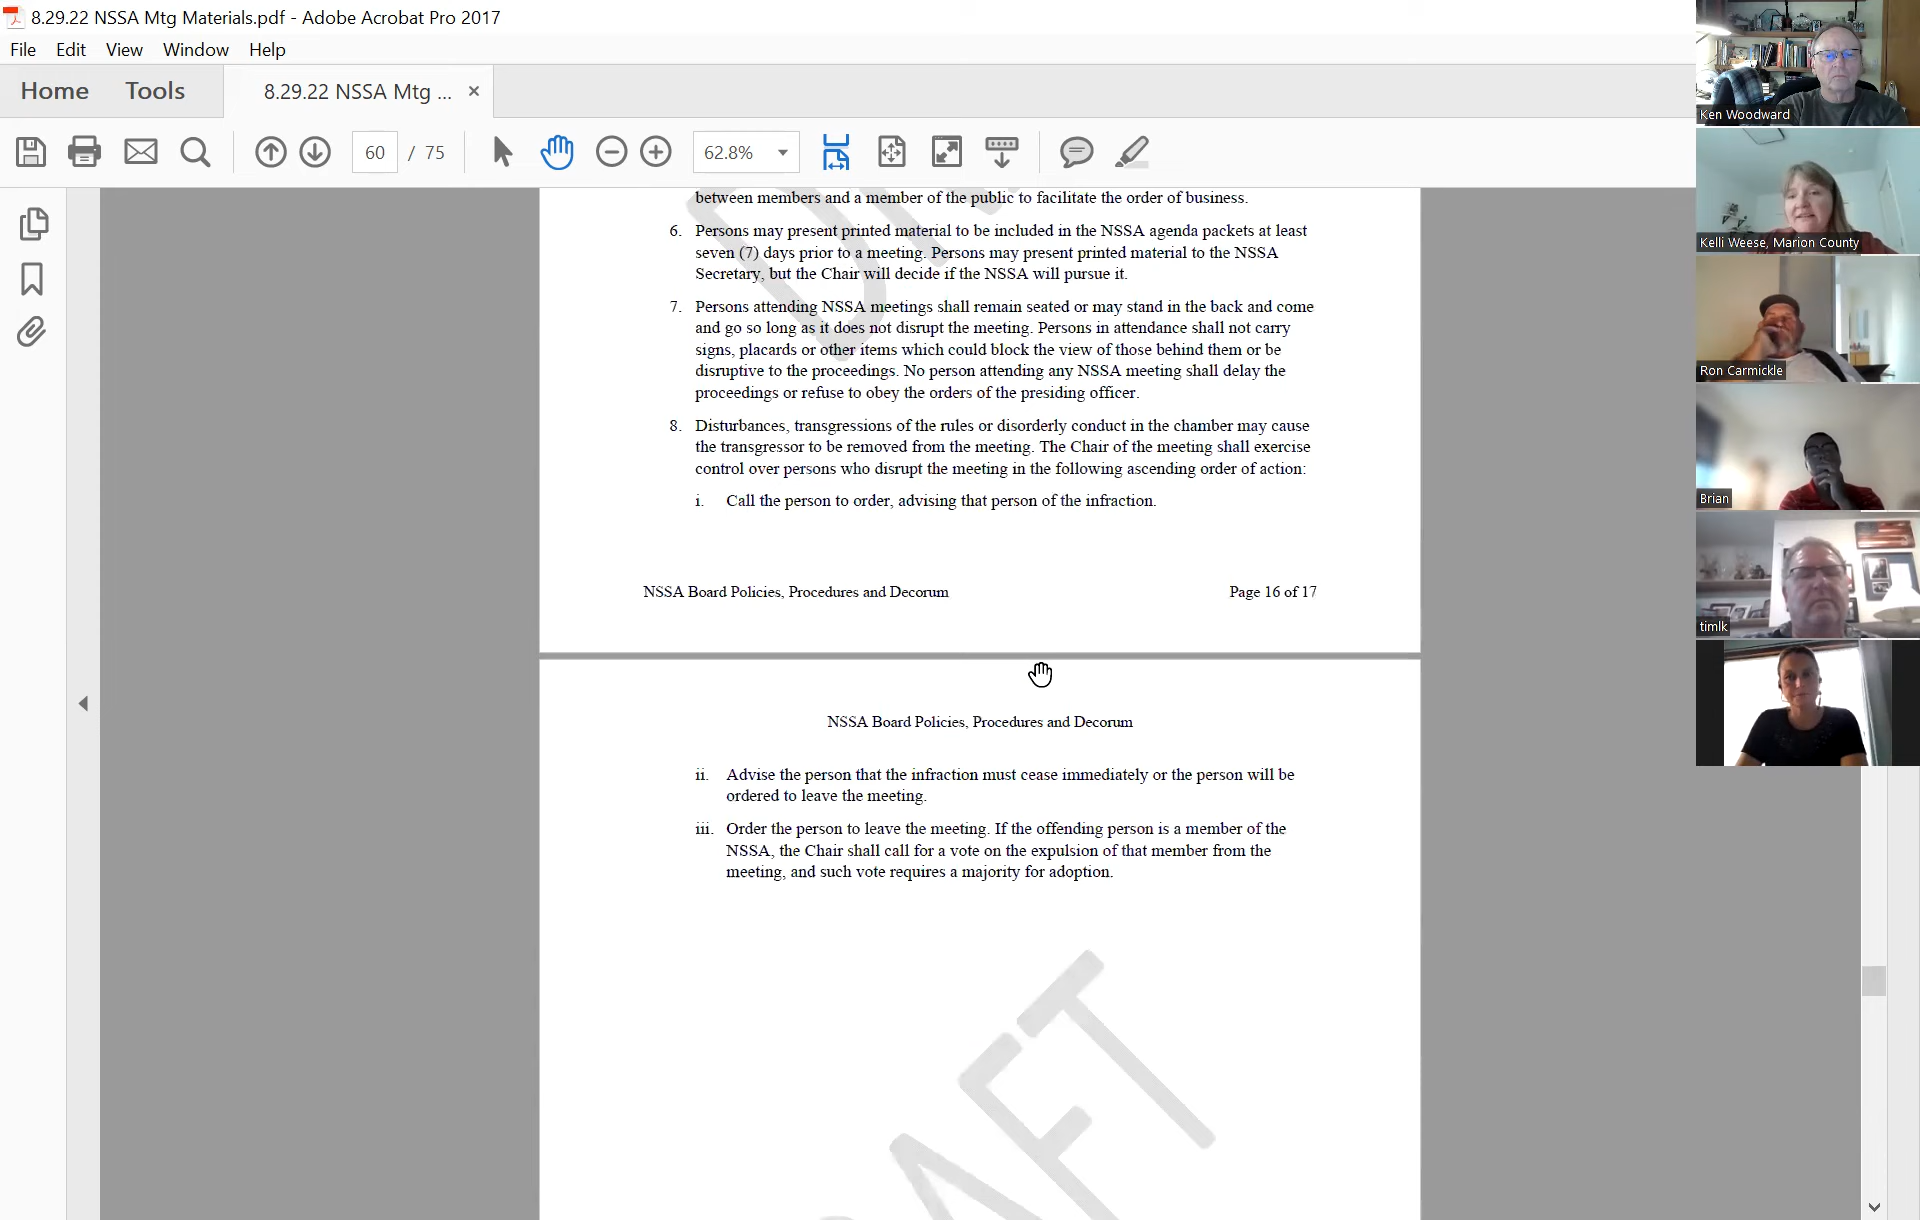 8.29.22 NSSA Mtg Materials.pdf - Adobe Acrobat Pro 2017
File Edit View Window Help
Home Tools 8.29.22 NSSA Mtg ... ×
60 / 75 62.8%
between members and a member of the public to facilitate the order of business.
6. Persons may present printed material to be included in the NSSA agenda packets at least
seven (7) days prior to a meeting. Persons may present printed material to the NSSA
Secretary, but the Chair will decide if the NSSA will pursue it.
7. Persons attending NSSA meetings shall remain seated or may stand in the back and come
and go so long as it does not disrupt the meeting. Persons in attendance shall not carry
signs, placards or other items which could block the view of those behind them or be
disruptive to the proceedings. No person attending any NSSA meeting shall delay the
proceedings or refuse to obey the orders of the presiding officer.
8. Disturbances, transgressions of the rules or disorderly conduct in the chamber may cause
the transgressor to be removed from the meeting. The Chair of the meeting shall exercise
control over persons who disrupt the meeting in the following ascending order of action:
i. Call the person to order, advising that person of the infraction.
NSSA Board Policies, Procedures and Decorum Page 16 of 17
NSSA Board Policies, Procedures and Decorum
ii. Advise the person that the infraction must cease immediately or the person will be
ordered to leave the meeting.
iii. Order the person to leave the meeting. If the offending person is a member of the
NSSA, the Chair shall call for a vote on the expulsion of that member from the
meeting, and such vote requires a majority for adoption.
AFT
Ken Woodward
Kelli Weese, Marion County
Ron Carmickle
Brian
timlk